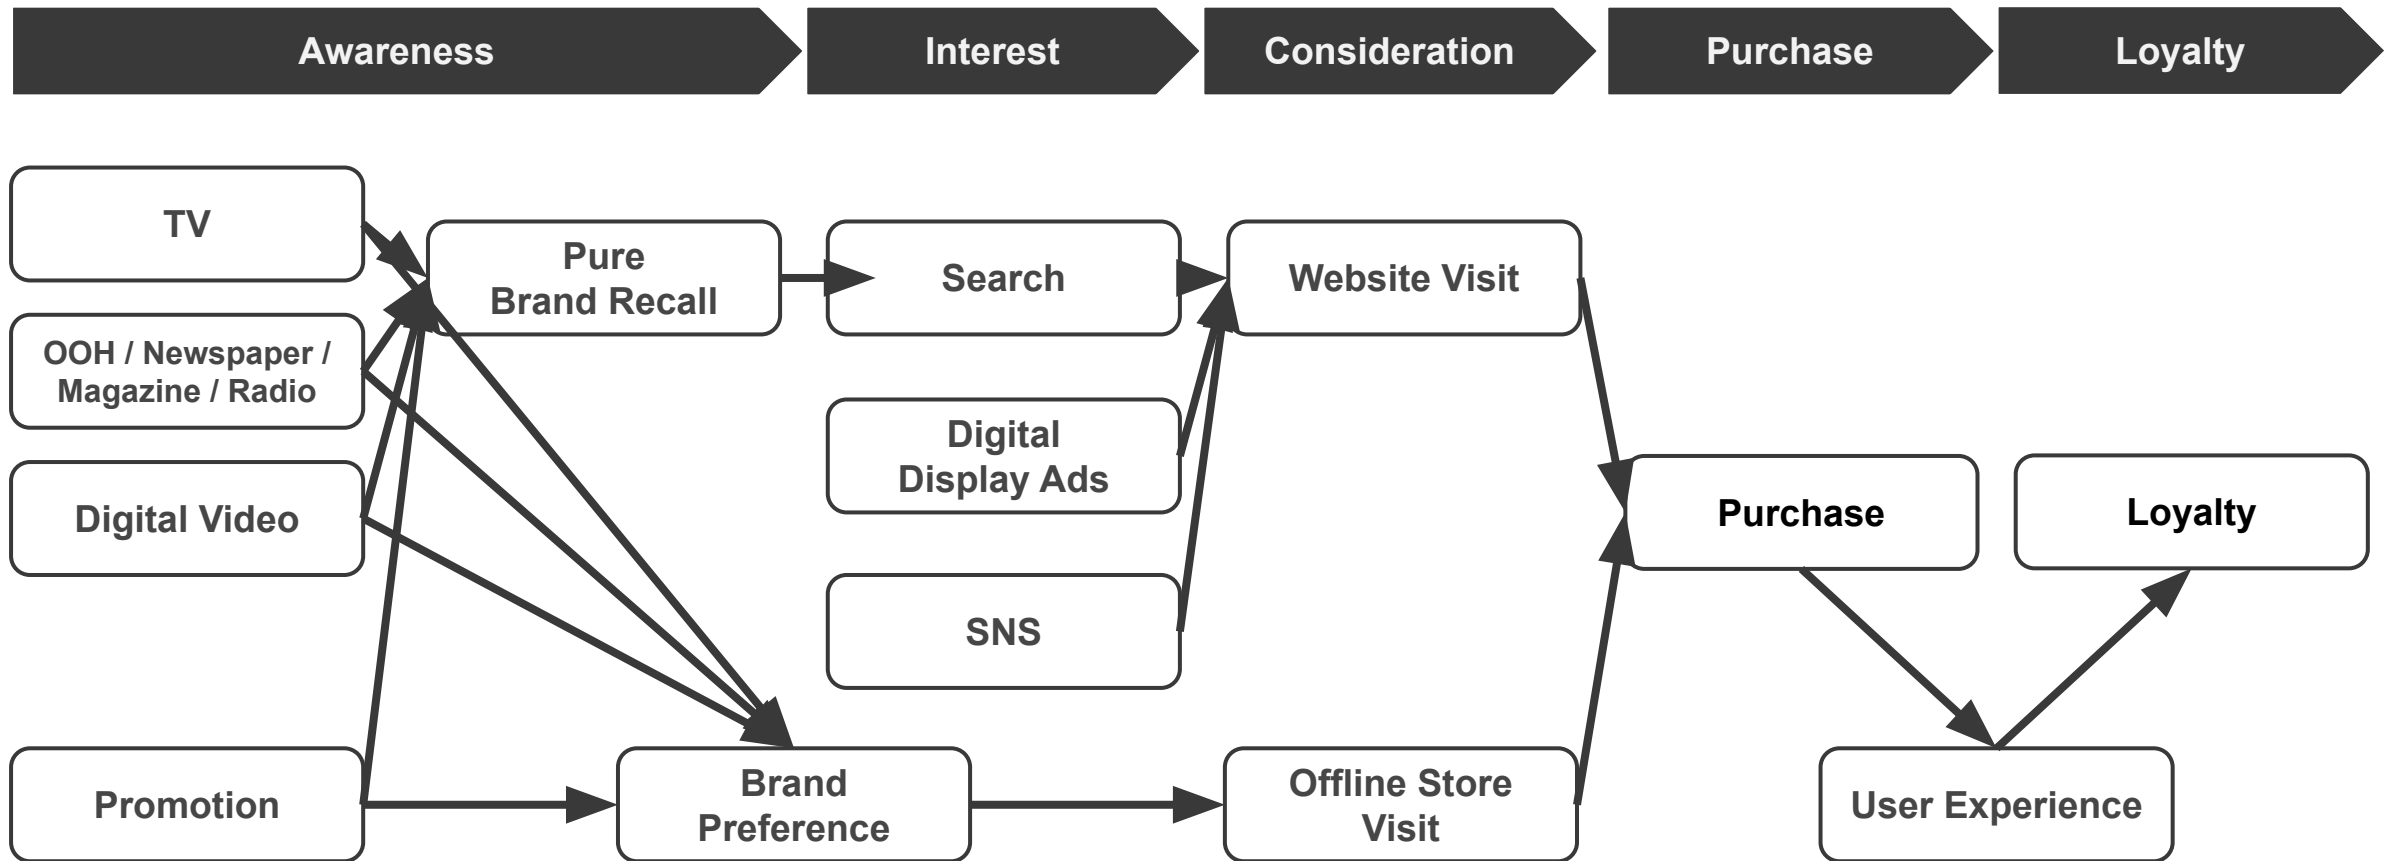 Awareness
Interest
Consideration
Purchase
Loyalty
TV
OOH / Newspaper /
Magazine / Radio
Digital Video
Promotion
Pure
Brand Recall
Brand
Preference
Search
Digital
Display Ads
SNS
Website Visit
Offline Store
Visit
Purchase
User Experience
Loyalty